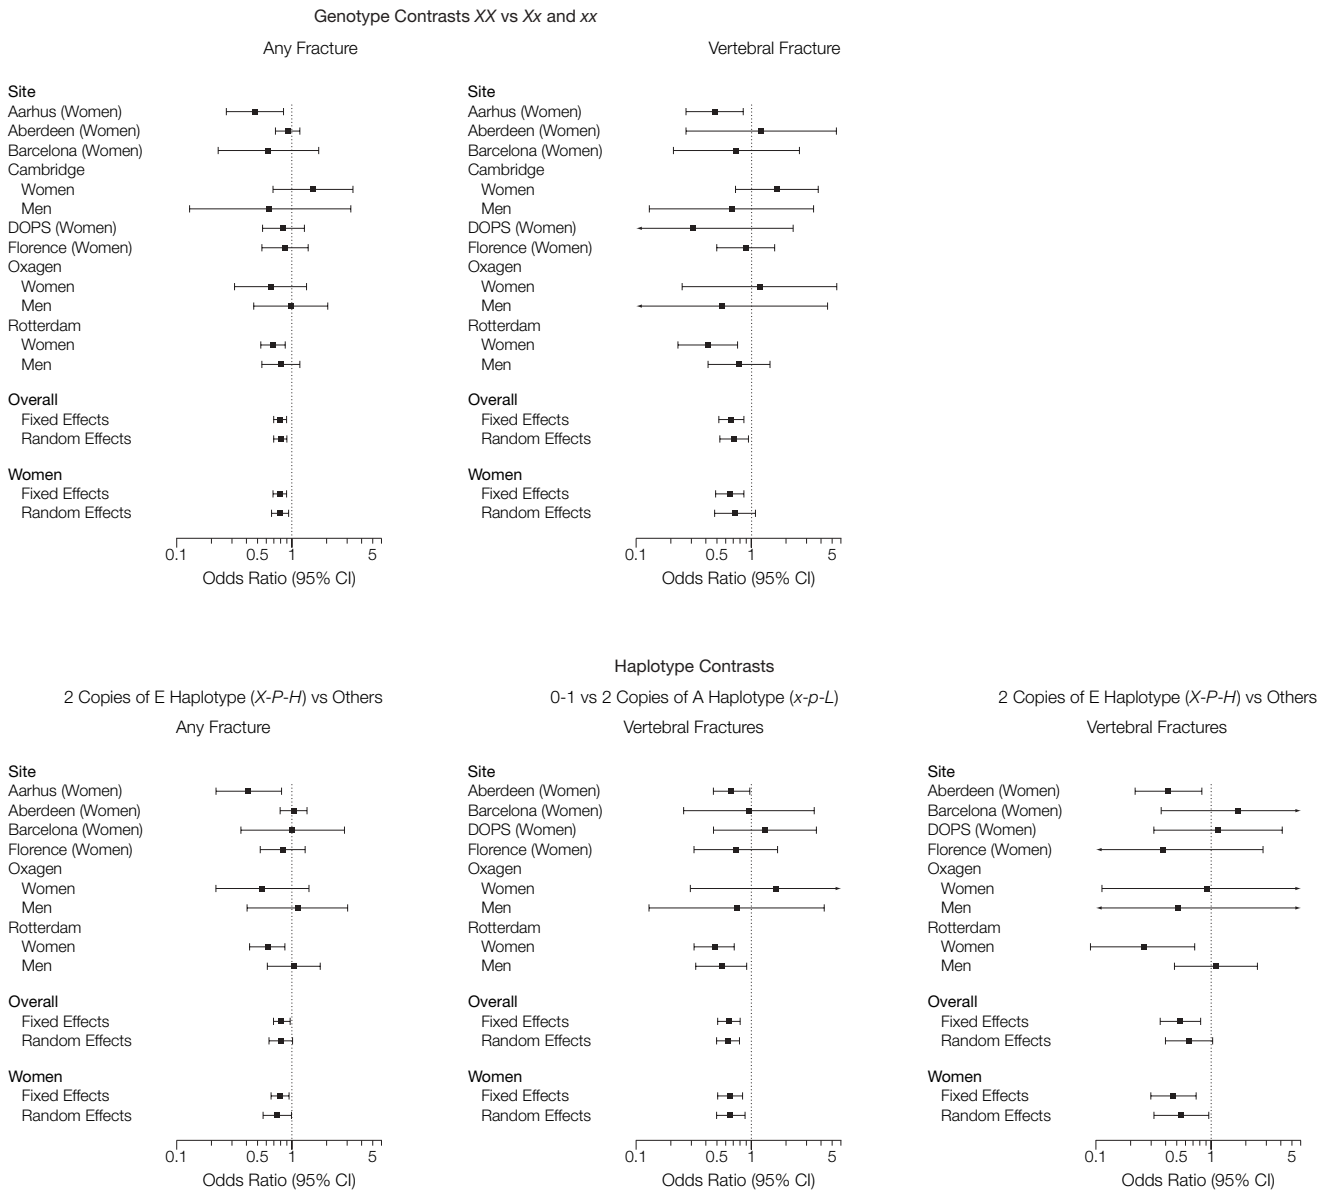 Genotype Contrasts XX vs Xx and xx
Any Fracture
Site
Aarhus (Women)
Aberdeen (Women)
Barcelona (Women)
Cambridge
Women
Men
DOPS (Women)
Florence (Women)
Oxagen
Women
Men
Rotterdam
Women
Men
Overall
Fixed Effects
Random Effects
Women
Fixed Effects
Random Effects
0.1 0.5 1 5
Odds Ratio (95% CI)
Vertebral Fracture
Site
Aarhus (Women)
Aberdeen (Women)
Barcelona (Women)
Cambridge
Women
Men
DOPS (Women)
Florence (Women)
Oxagen
Women
Men
Rotterdam
Women
Men
Overall
Fixed Effects
Random Effects
Women
Fixed Effects
Random Effects
0.1 0.5 1 5
Odds Ratio (95% CI)
Haplotype Contrasts
2 Copies of E Haplotype (X-P-H) vs Others
Any Fracture
Site
Aarhus (Women)
Aberdeen (Women)
Barcelona (Women)
Florence (Women)
Oxagen
Women
Men
Rotterdam
Women
Men
Overall
Fixed Effects
Random Effects
Women
Fixed Effects
Random Effects
0.1 0.5 1 5
Odds Ratio (95% CI)
0-1 vs 2 Copies of A Haplotype (x-p-L)
Vertebral Fractures
Site
Aberdeen (Women)
Barcelona (Women)
DOPS (Women)
Florence (Women)
Oxagen
Women
Men
Rotterdam
Women
Men
Overall
Fixed Effects
Random Effects
Women
Fixed Effects
Random Effects
0.1 0.5 1 5
Odds Ratio (95% CI)
2 Copies of E Haplotype (X-P-H) vs Others
Vertebral Fractures
Site
Aberdeen (Women)
Barcelona (Women)
DOPS (Women)
Florence (Women)
Oxagen
Women
Men
Rotterdam
Women
Men
Overall
Fixed Effects
Random Effects
Women
Fixed Effects
Random Effects
0.1 0.5 1 5
Odds Ratio (95% CI)